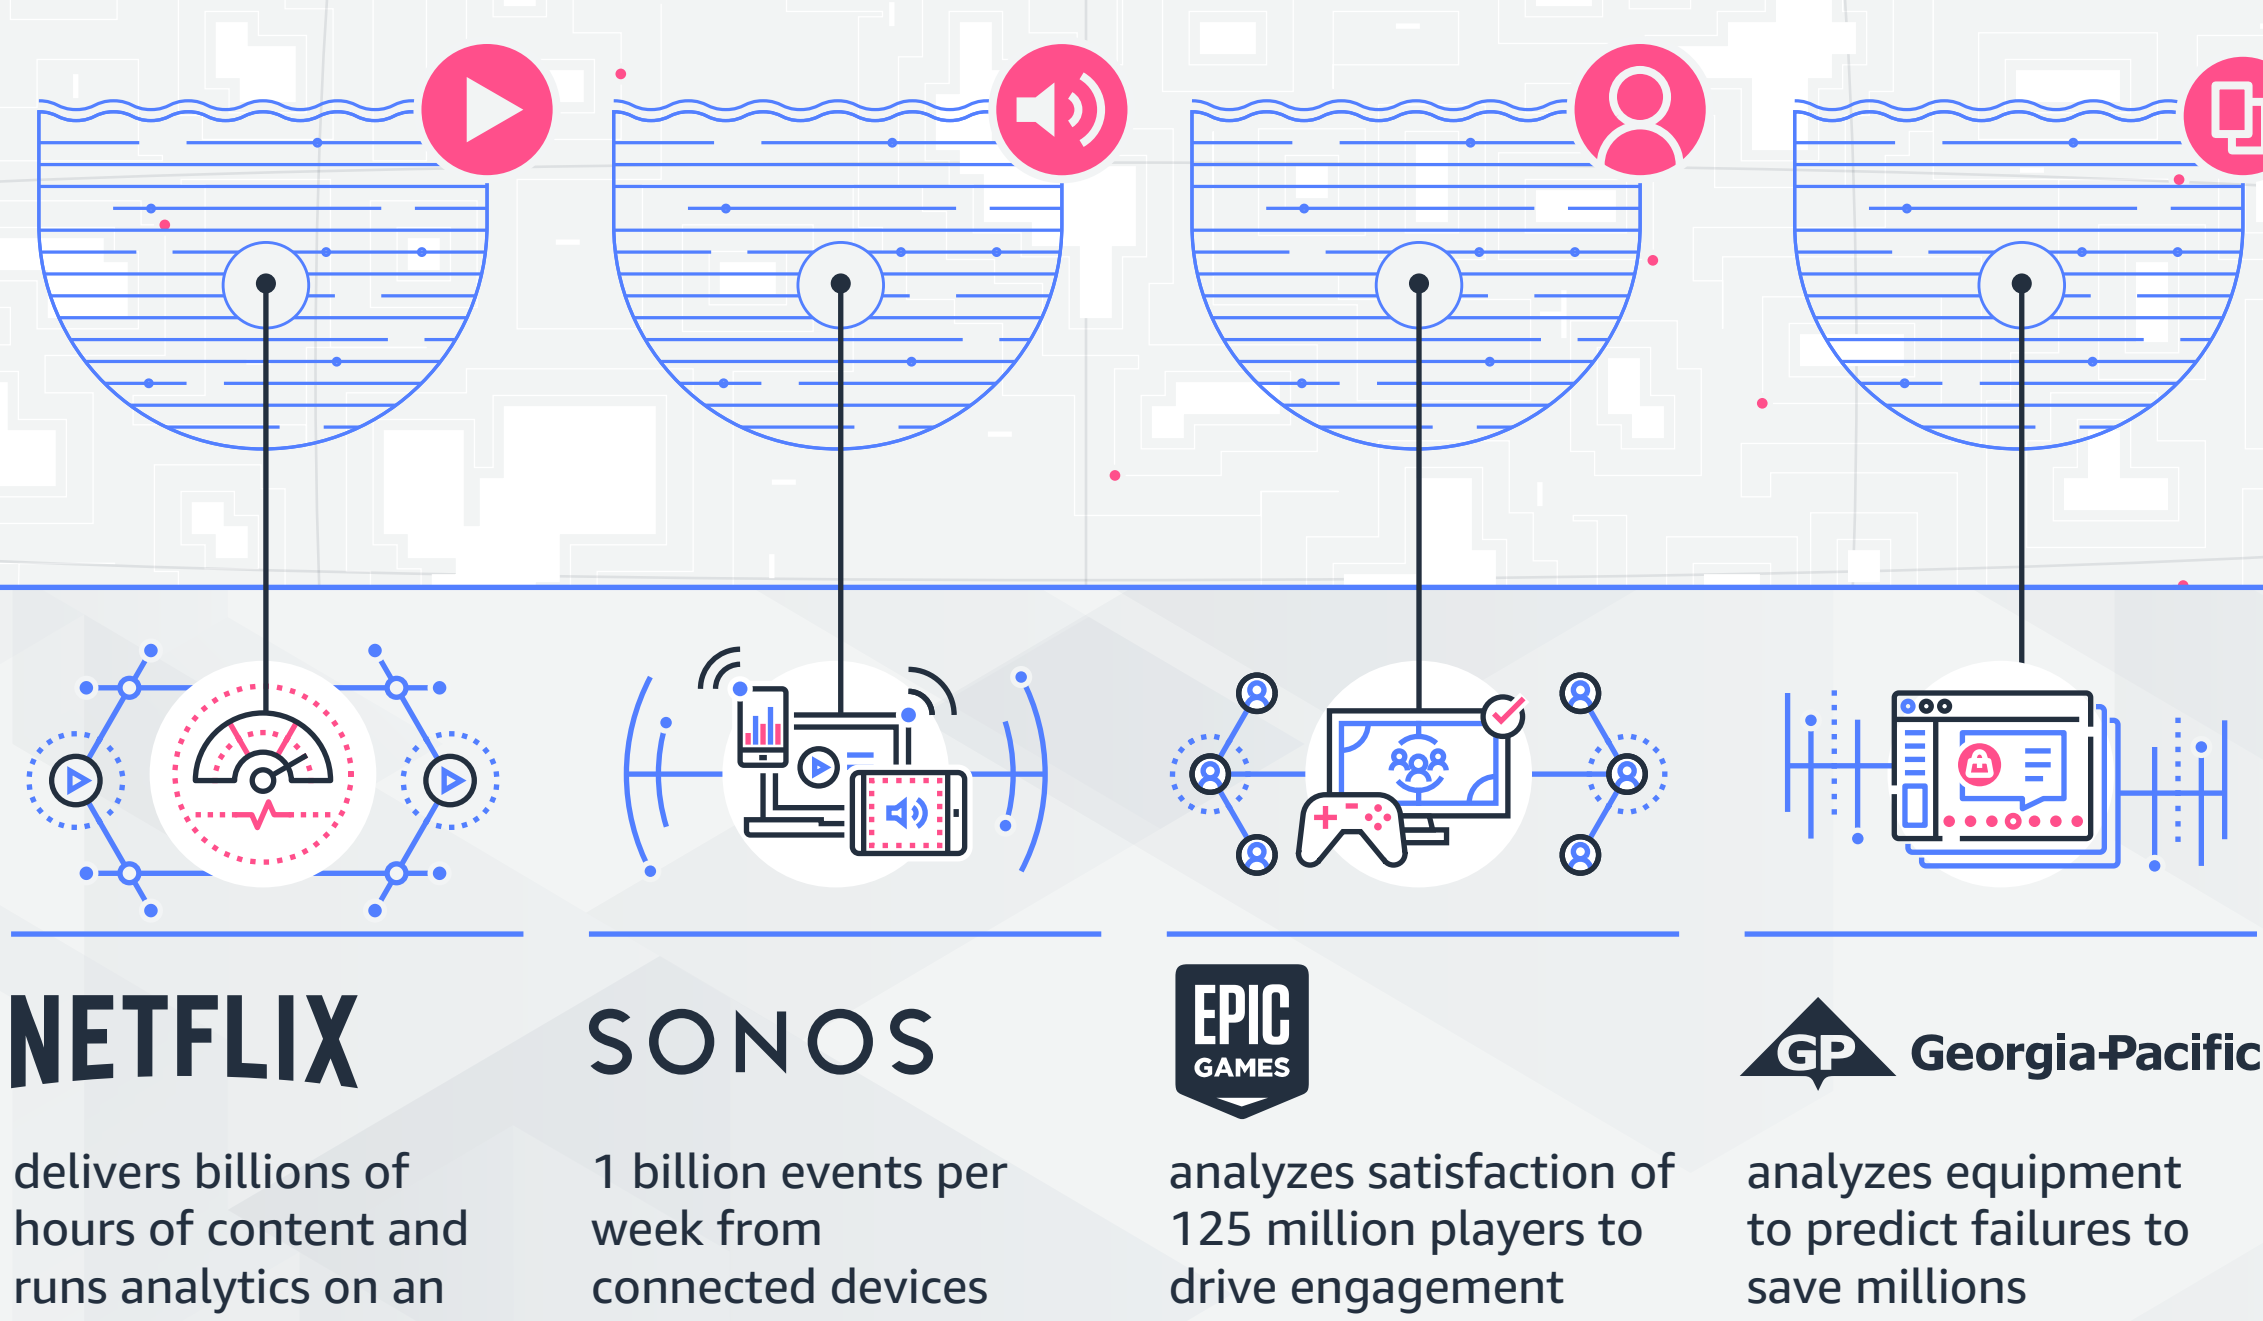 NETFLIX
delivers billions of
hours of content and
runs analytics on an
SONOS
1 billion events per
week from
connected devices
EPIC
GAMES
analyzes satisfaction of
125 million players to
drive engagement
GP Georgia-Pacific
analyzes equipment
to predict failures to
save millions